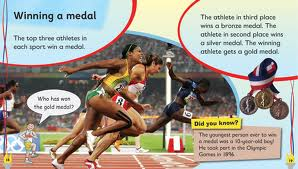 Winning a medal
The top three athletes in
each sport win a medal.
Who has won
the gold medal?
The athlete in third place
wins a bronze medal. The
athlete in second place wins
a silver medal. The winning
athlete gets a gold medal.
Did you know?
The youngest person ever to win
a medal was a 10-year-old boy!
He took part in the Olympic
Games in 1896.